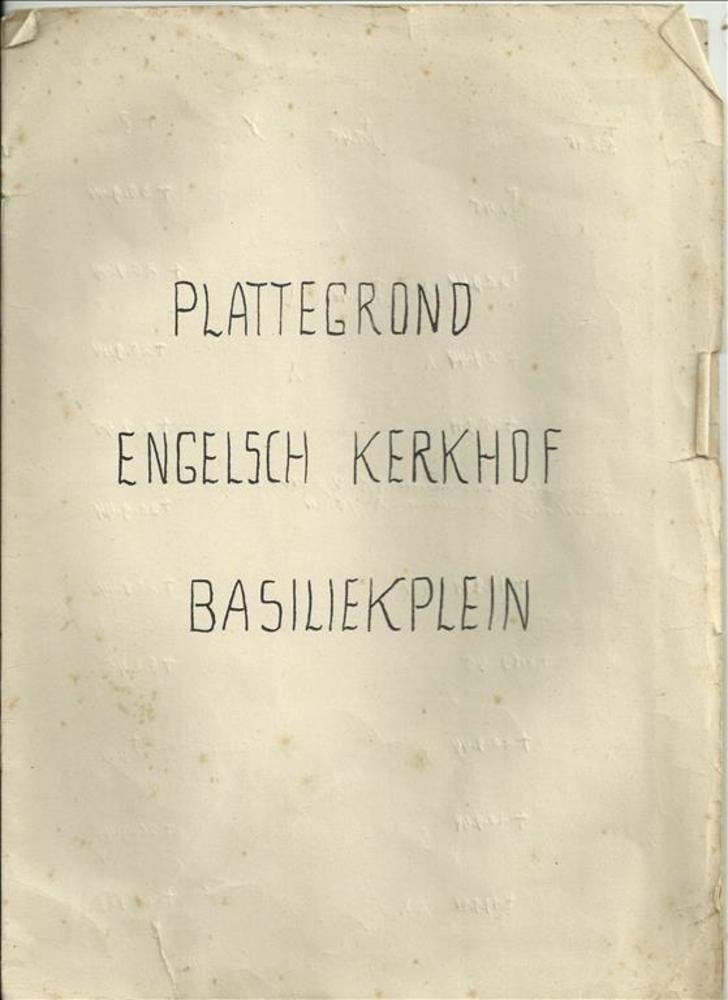 PLATTEGROND
ENGELSCH KERKHOF
BASILIEKPLEIN